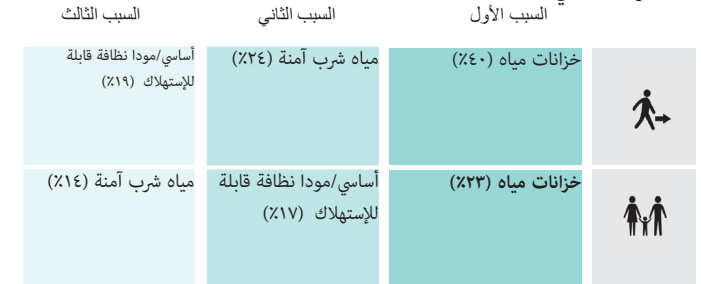 السبب الأول
السبب الثاني
السبب الثالث
خزانات مياه (٤٠٪)
مياه شرب آمنة (٢٤٪)
أساسي/مودا نظافة قابلة
للإستهلاك (١٩٪)
خزانات مياه (٢٣٪)
أساسي/مودا نظافة قابلة
للإستهلاك (١٧٪)
مياه شرب آمنة (١٤٪)